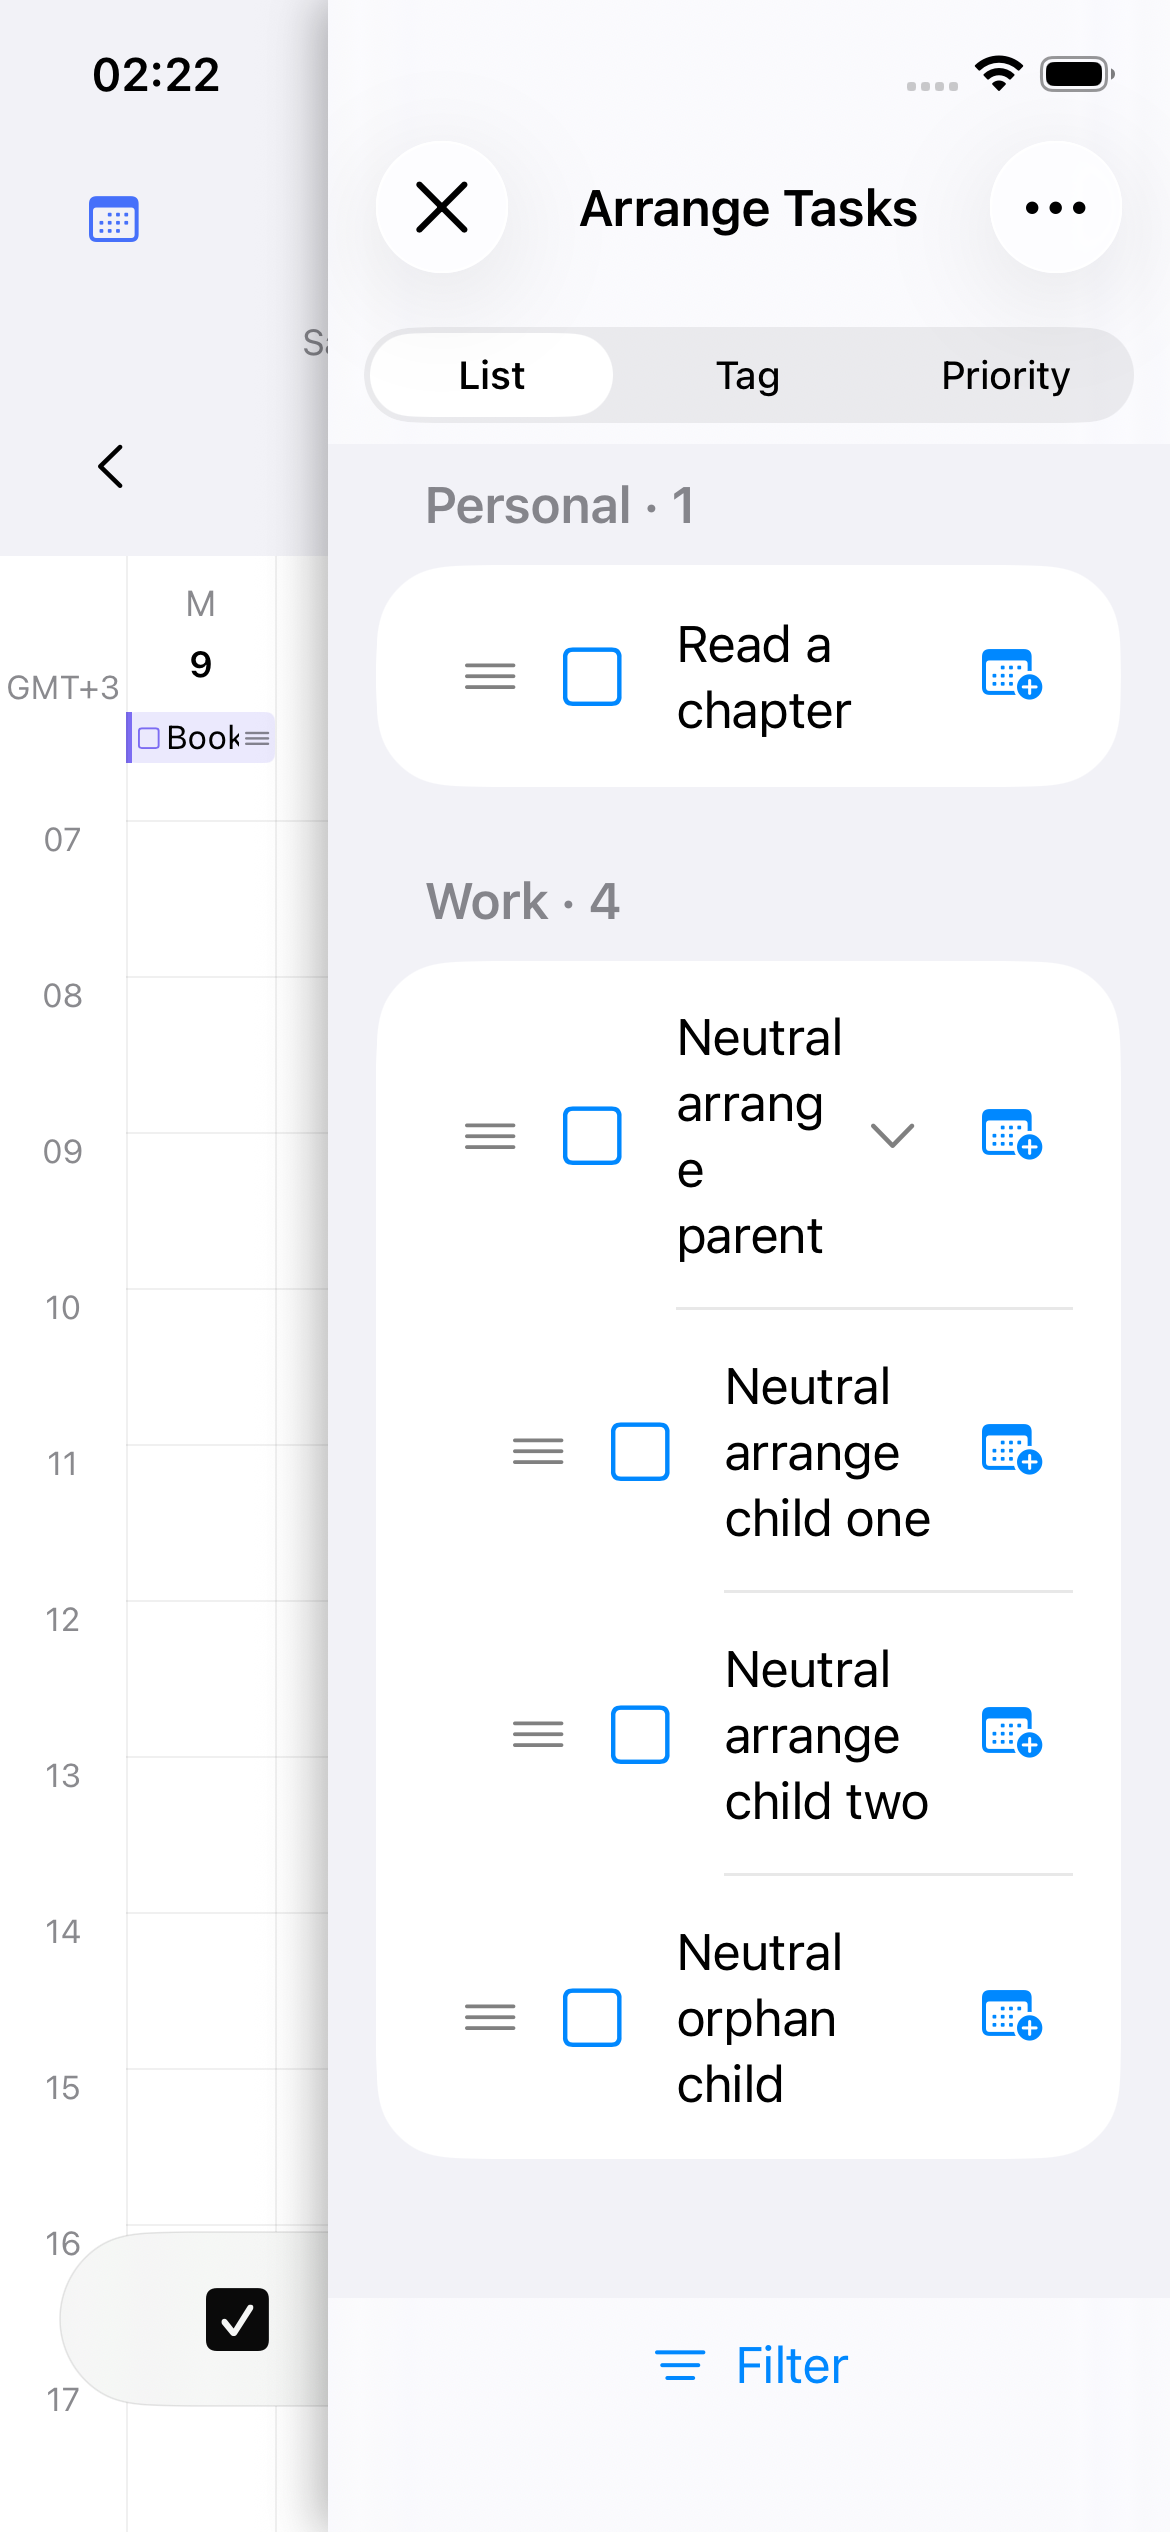 02:22
Arrange Tasks
List
Tag
Priority
Personal · 1
Read a
chapter
Work · 4
Neutral
arrang
e
parent
Neutral
arrange
child one
Neutral
arrange
child two
Neutral
orphan
child
Filter
M
9
GMT+3
07
08
09
10
11
12
13
14
15
16
17